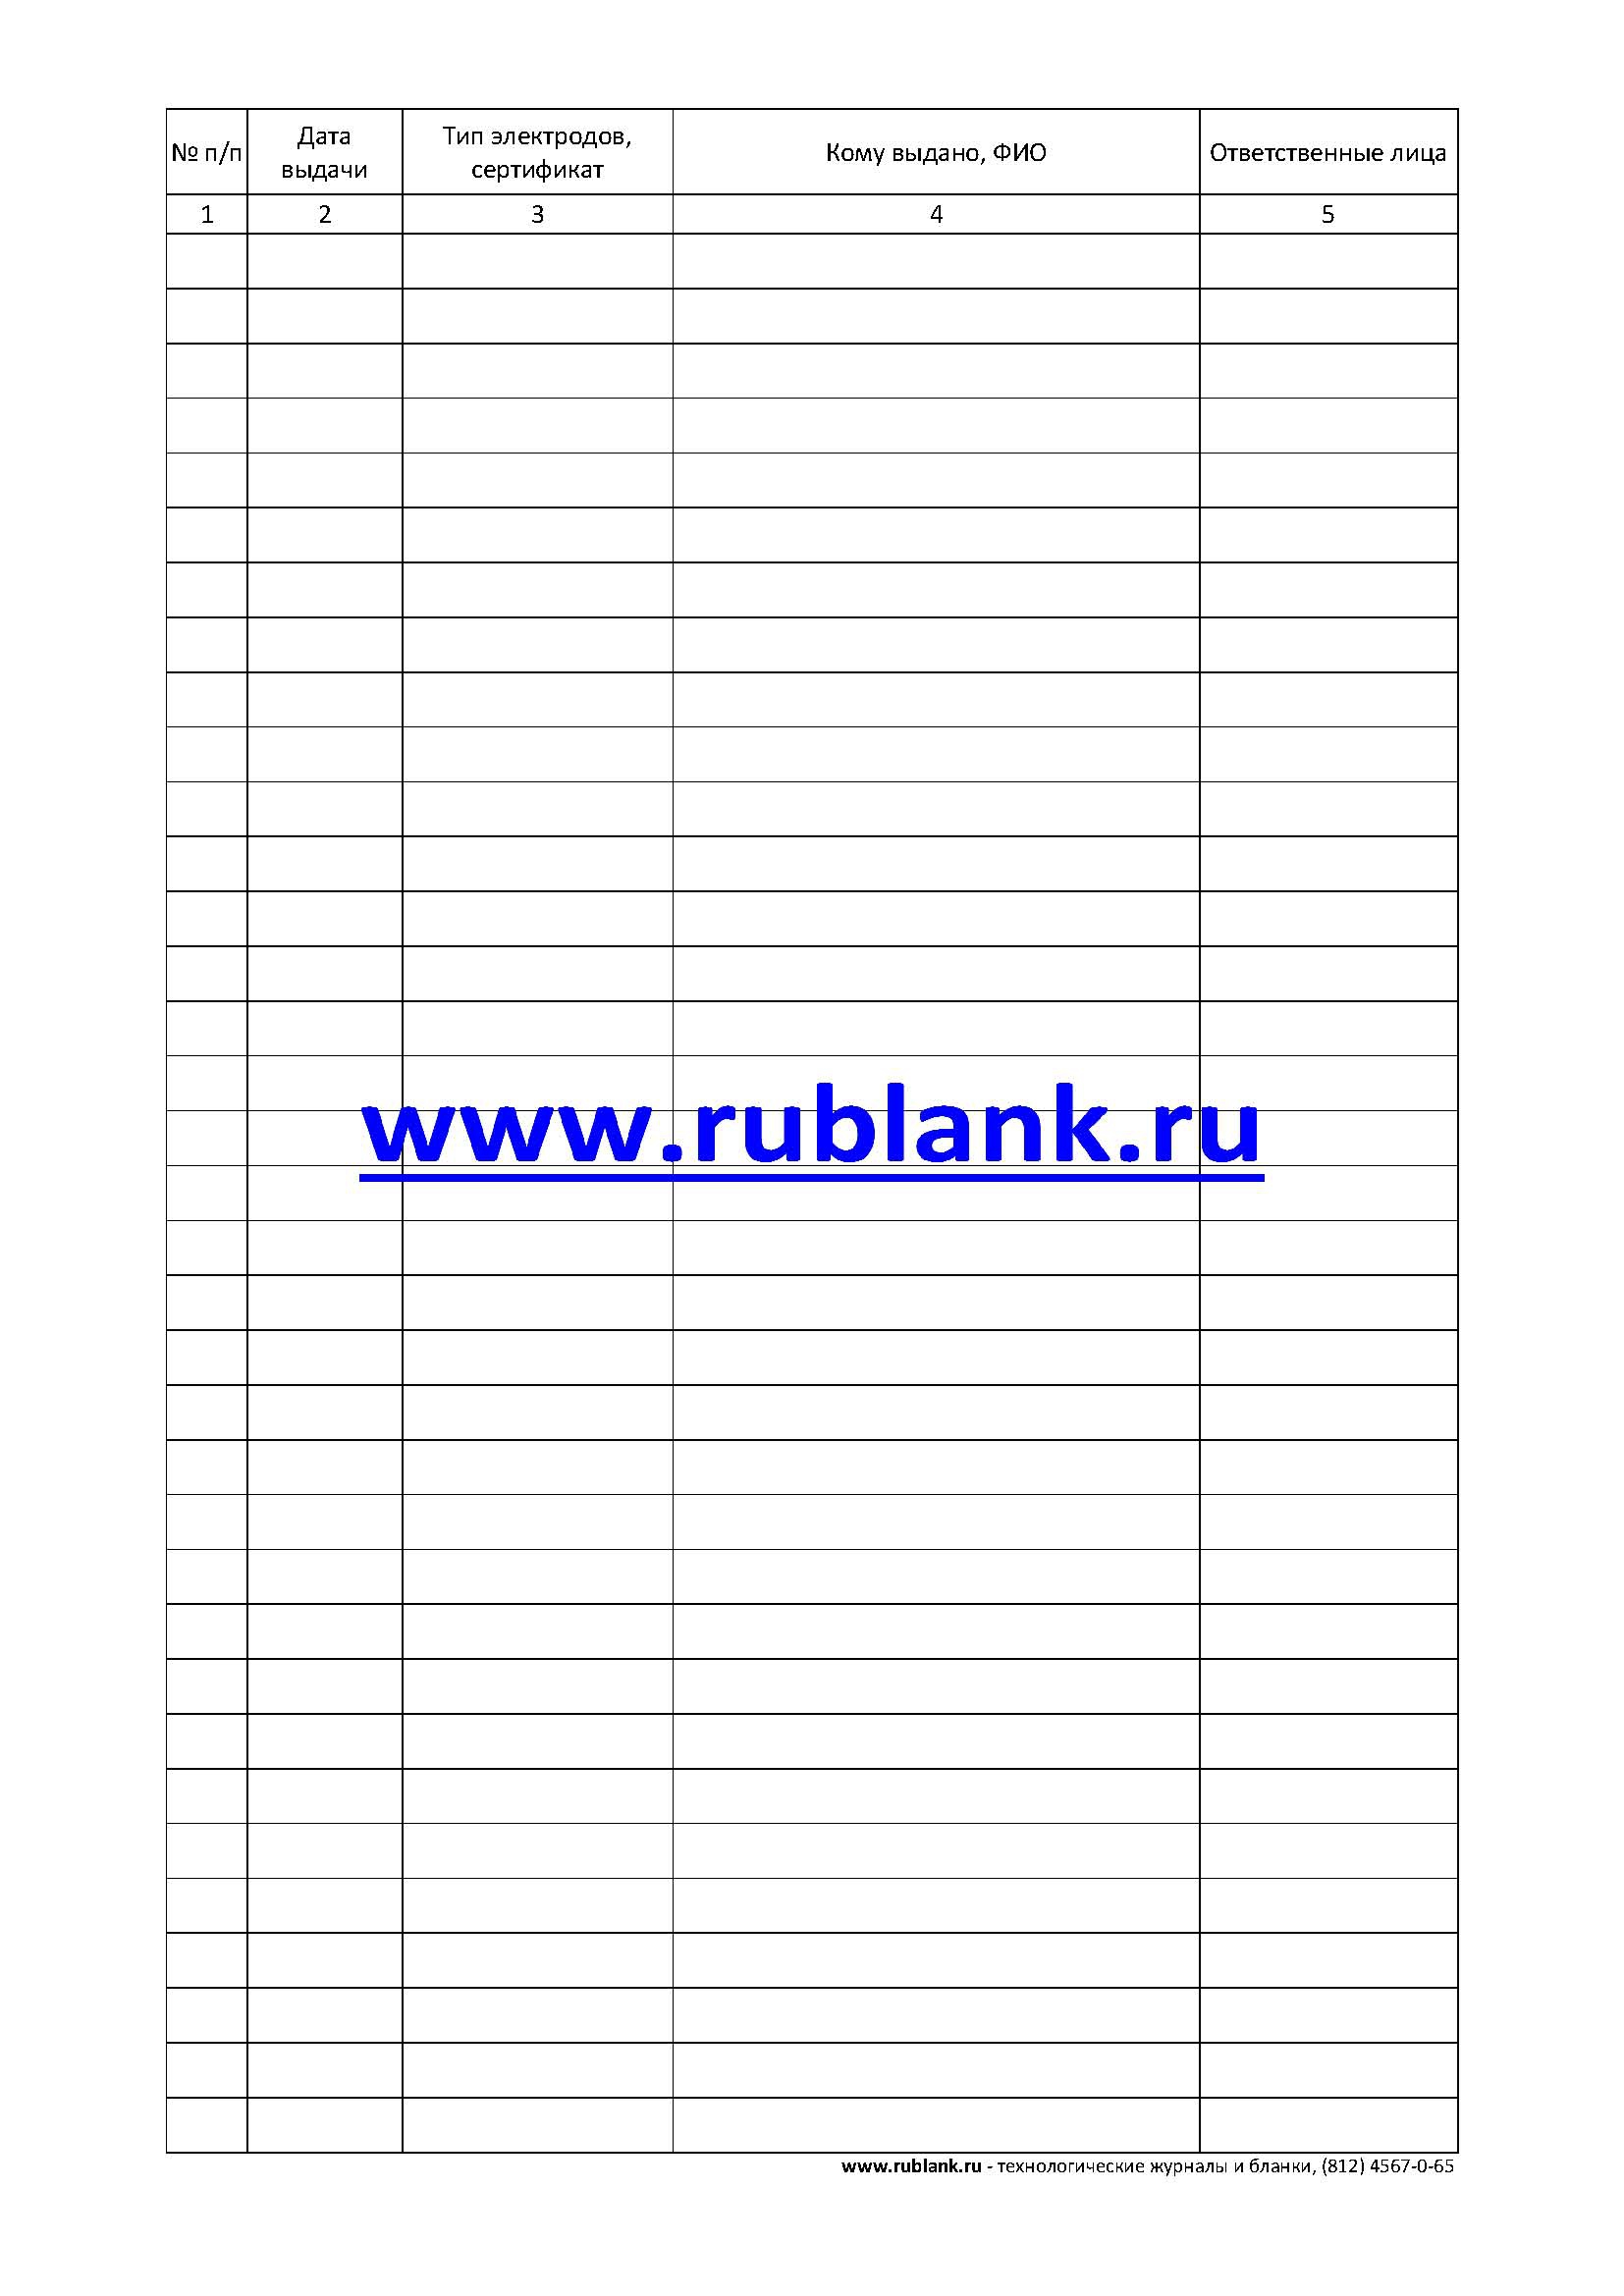 № п/п
Дата
выдачи
Тип электродов,
сертификат
Кому выдано, ФИО
Ответственные лица
1 2 3 4 5
www.rublank.ru
www.rublank.ru - технологические журналы и бланки, (812) 4567-0-65